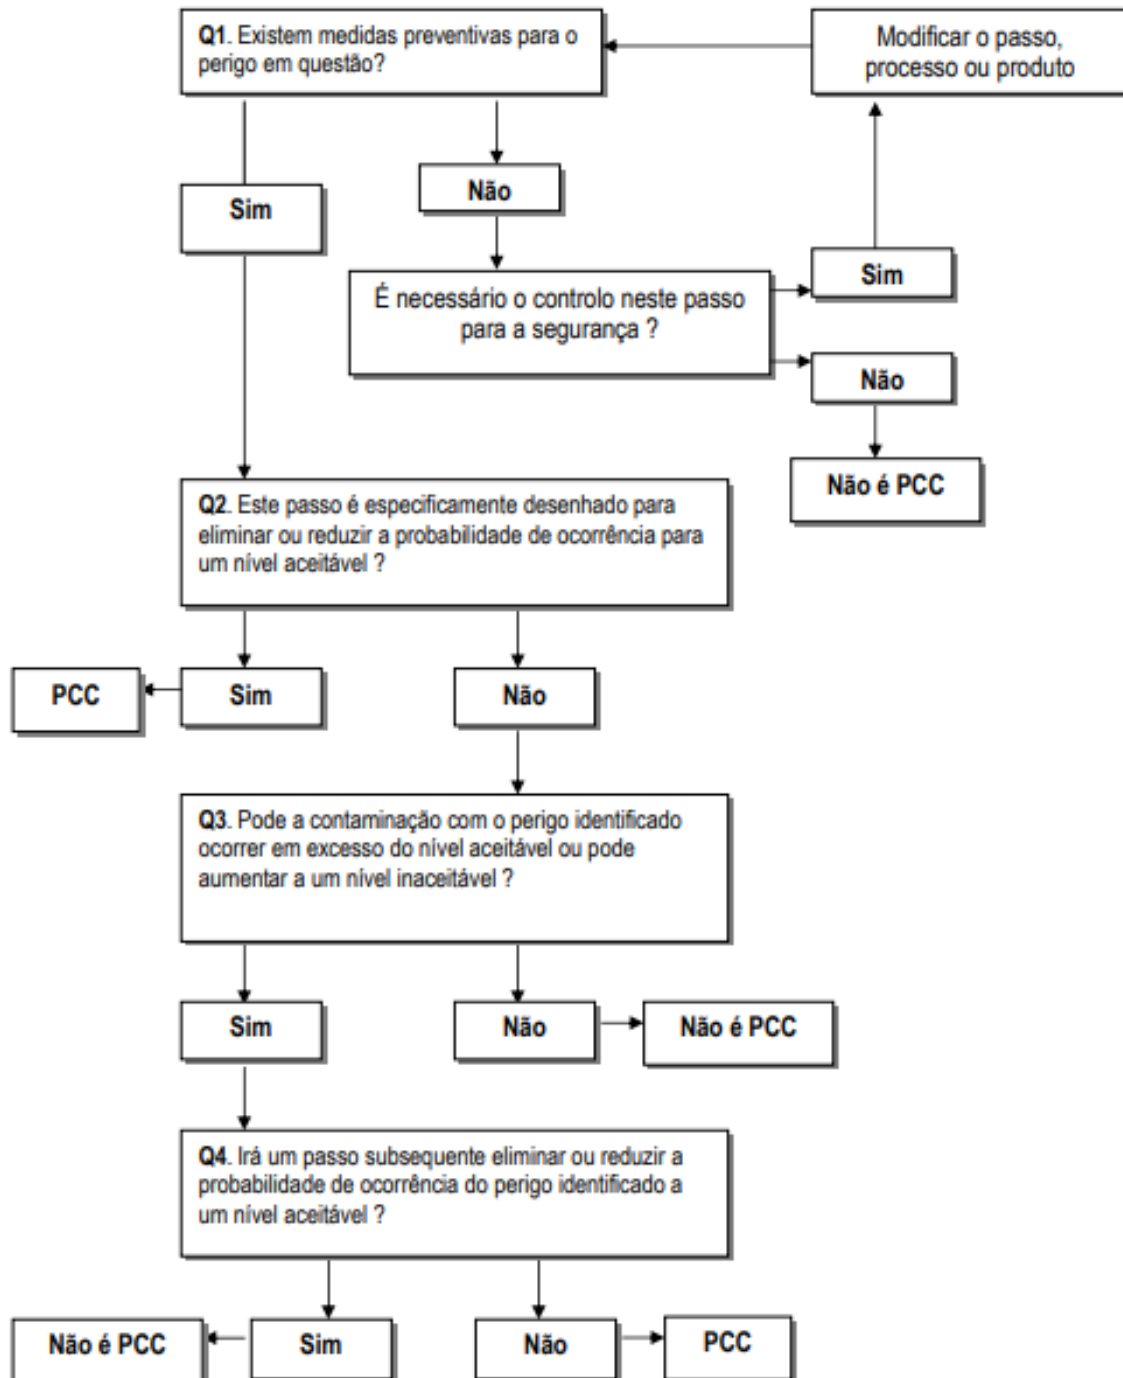 Q1. Existem medidas preventivas para o
perigo em questão?
Modificar o passo,
processo ou produto
Não
Sim
Sim
É necessário o controlo neste passo
para a segurança ?
Não
Não é PCC
Q2. Este passo é especificamente desenhado para
eliminar ou reduzir a probabilidade de ocorrência para
um nível aceitável ?
PCC
Sim
Não
Q3. Pode a contaminação com o perigo identificado
ocorrer em excesso do nível aceitável ou pode
aumentar a um nível inaceitável ?
Sim
Não
Não é PCC
Q4. Irá um passo subsequente eliminar ou reduzir a
probabilidade de ocorrência do perigo identificado a
um nível aceitável ?
Não é PCC
Sim
Não
PCC